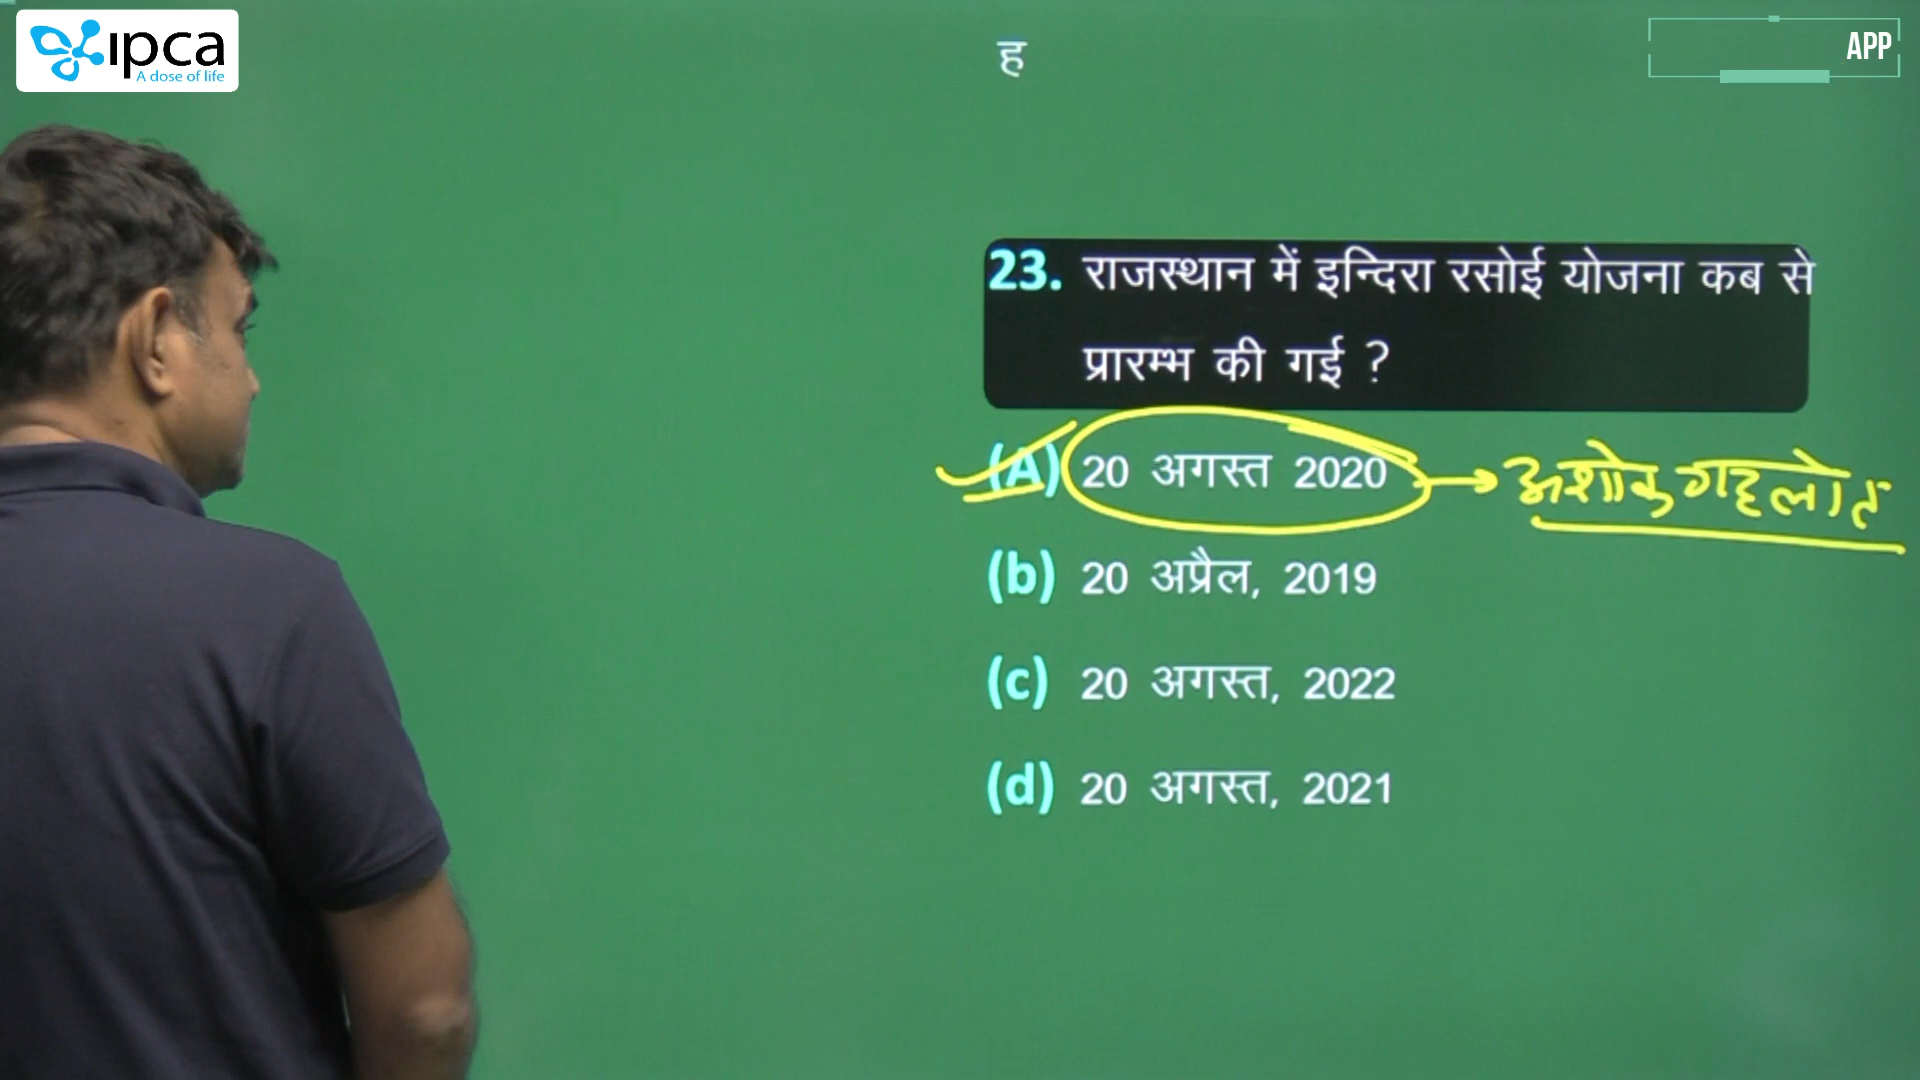 ipca
A dose of life
APP
ह
23. राजस्थान में इन्दिरा रसोई योजना कब से
प्रारम्भ की गई ?
(A) 20 अगस्त 2020 → अशोक गहलोत
(b) 20 अप्रैल, 2019
(c) 20 अगस्त, 2022
(d) 20 अगस्त, 2021